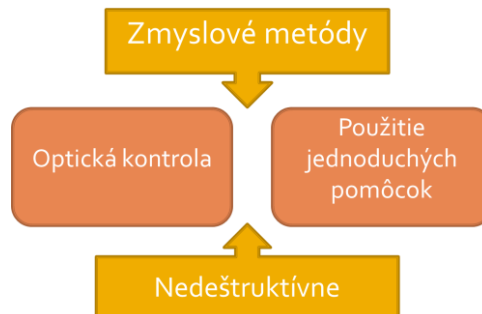 Zmyslové metódy
Optická kontrola
Použitie
jednoduchých
pomôcok
Nedeštruktívne